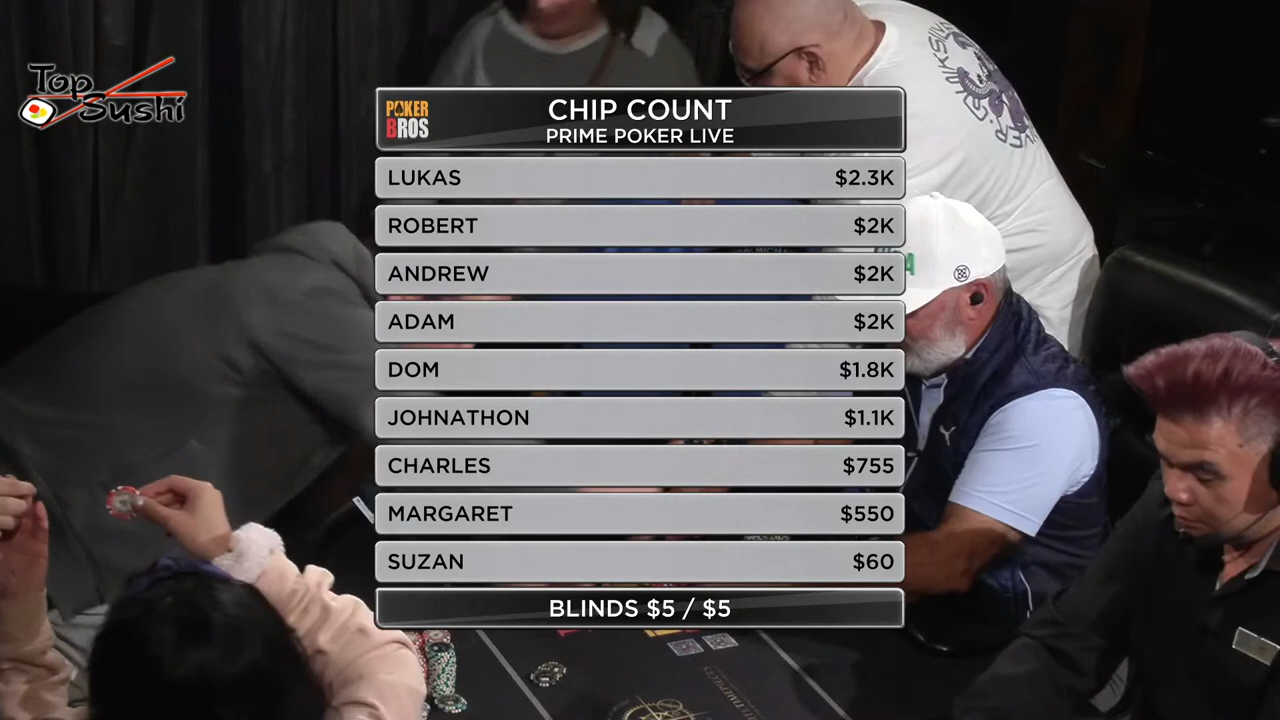 Top
Sushi
POKER
BROS
CHIP COUNT
PRIME POKER LIVE
LUKAS $2.3K
ROBERT $2K
ANDREW $2K
ADAM $2K
DOM $1.8K
JOHNATHON $1.1K
CHARLES $755
MARGARET $550
SUZAN $60
BLINDS $5 / $5